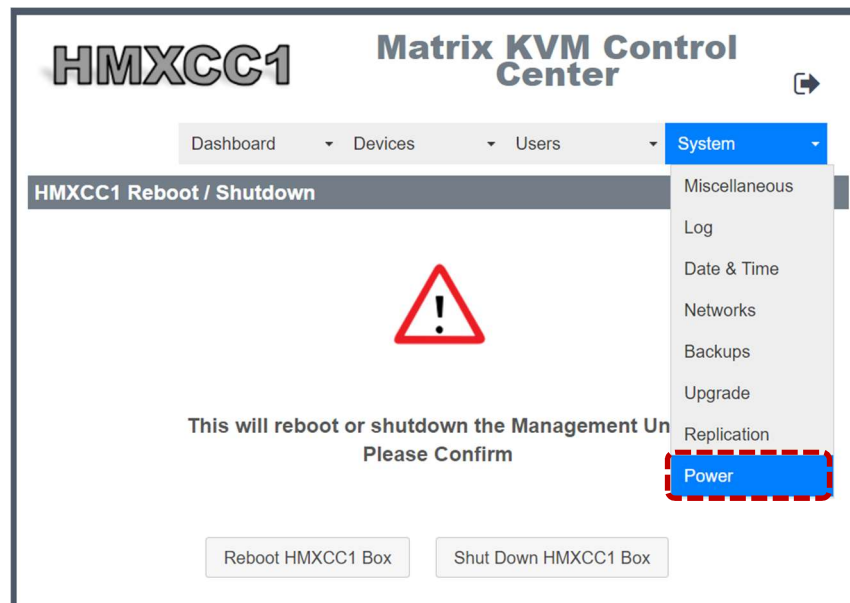 HMXCC1
Matrix KVM Control
Center
Dashboard
Devices
Users
System
HMXCC1 Reboot / Shutdown
Miscellaneous
Log
Date & Time
Networks
Backups
Upgrade
Replication
Power
This will reboot or shutdown the Management Un
Please Confirm
Reboot HMXCC1 Box
Shut Down HMXCC1 Box